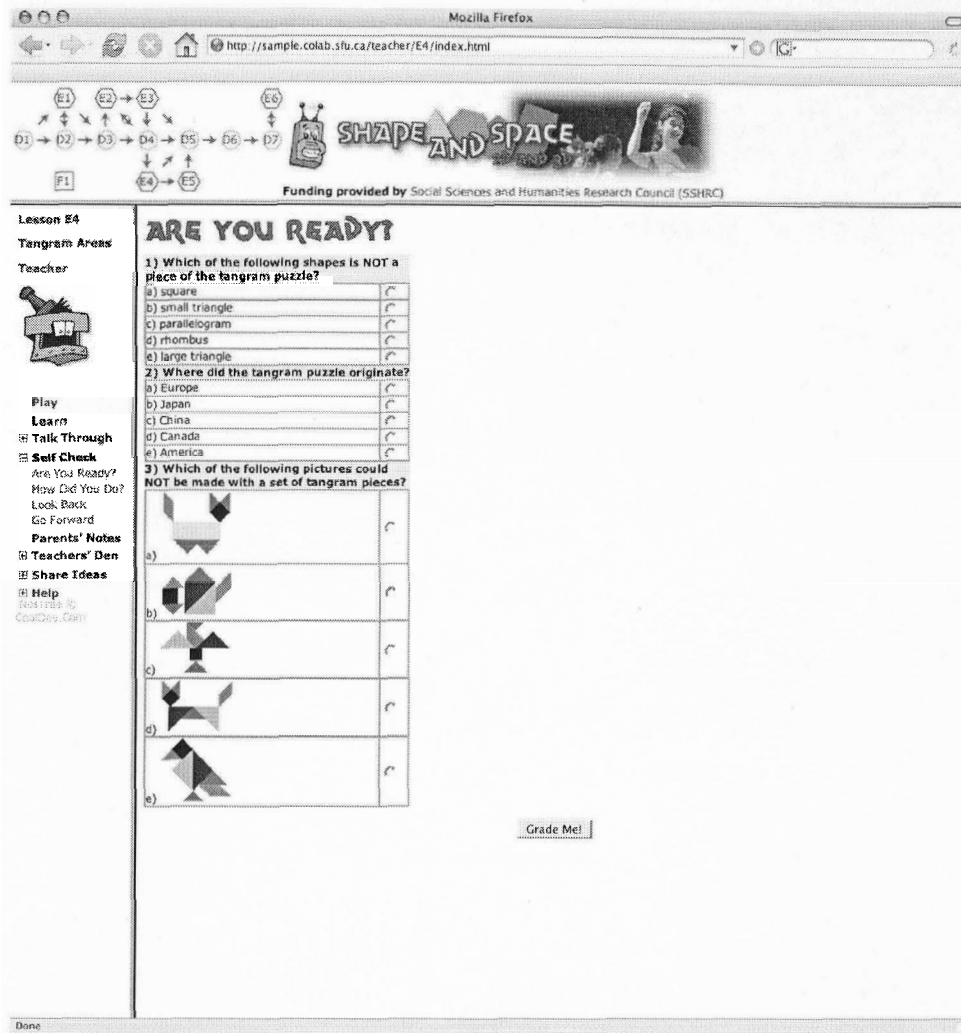 Mozilla Firefox
http://sample.colab.sfu.ca/teacher/E4/index.html
G
E1 E2 E3 E6
D1 D2 D3 D4 D5 D6 D7
F1 E4 E5
SHAPE AND SPACE
2D AND 3D
Funding provided by Social Sciences and Humanities Research Council (SSHRC)
Lesson E4
Tangram Areas
Teacher
Play
Learn
Talk Through
Self Check
Are You Ready?
How Did You Do?
Look Back
Go Forward
Parents' Notes
Teachers' Den
Share Ideas
Help
ARE YOU READY?
1) Which of the following shapes is NOT a
piece of the tangram puzzle?
a) square
b) small triangle
c) parallelogram
d) rhombus
e) large triangle
2) Where did the tangram puzzle originate?
a) Europe
b) Japan
c) China
d) Canada
e) America
3) Which of the following pictures could
NOT be made with a set of tangram pieces?
a)
b)
c)
d)
e)
Grade Me!
Done